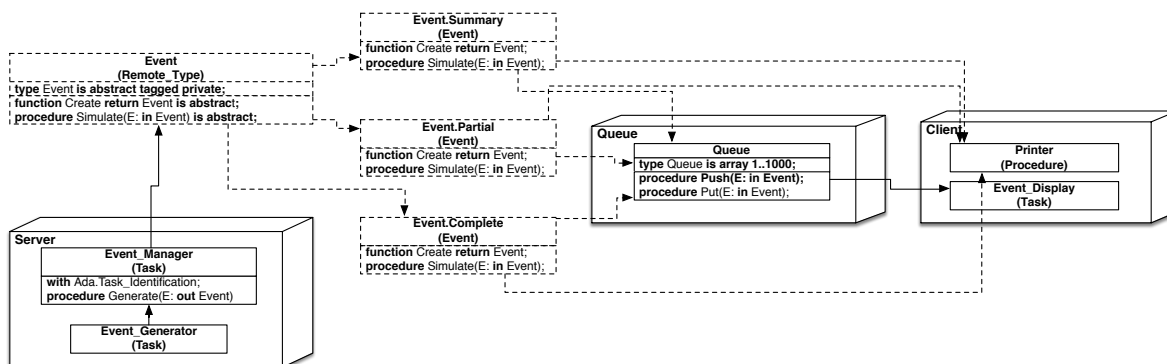 Event.Summary
(Event)
function Create return Event;
procedure Simulate(E: in Event);
Event
(Remote_Type)
type Event is abstract tagged private;
function Create return Event is abstract;
procedure Simulate(E: in Event) is abstract;
Event.Partial
(Event)
function Create return Event;
procedure Simulate(E: in Event);
Queue
Queue
type Queue is array 1..1000;
procedure Push(E: in Event);
procedure Put(E: in Event);
Client
Printer
(Procedure)
Event_Display
(Task)
Event.Complete
(Event)
function Create return Event;
procedure Simulate(E: in Event);
Server
Event_Manager
(Task)
with Ada.Task_Identification;
procedure Generate(E: out Event)
Event_Generator
(Task)